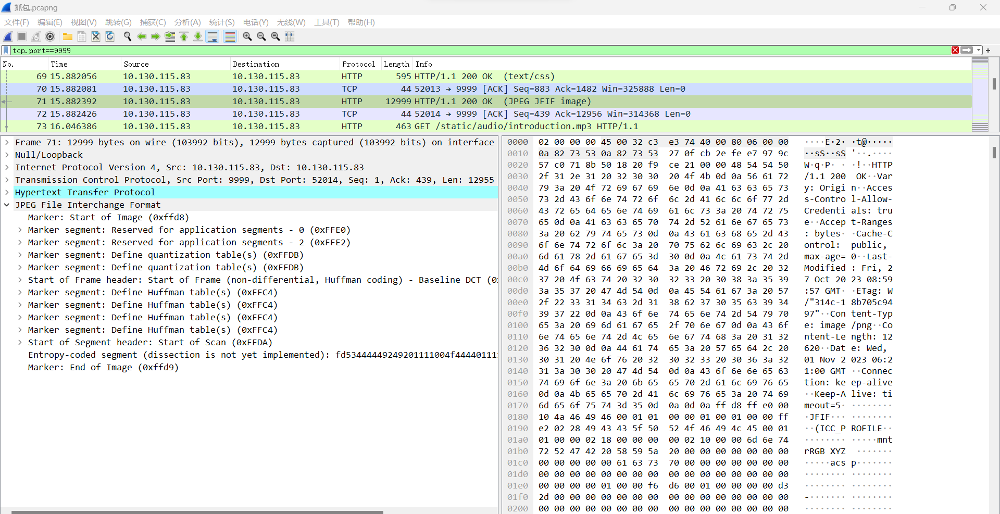 抓包.pcapng
文件(F) 编辑(E) 视图(V) 跳转(G) 捕获(C) 分析(A) 统计(S) 电话(Y) 无线(W) 工具(T) 帮助(H)
tcp.port==9999
No. Time Source Destination Protocol Length Info
69 15.882056 10.130.115.83 10.130.115.83 HTTP 595 HTTP/1.1 200 OK  (text/css)
70 15.882081 10.130.115.83 10.130.115.83 TCP 44 52013 → 9999 [ACK] Seq=883 Ack=1482 Win=325888 Len=0
71 15.882392 10.130.115.83 10.130.115.83 HTTP 12999 HTTP/1.1 200 OK  (JPEG JFIF image)
72 15.882426 10.130.115.83 10.130.115.83 TCP 44 52014 → 9999 [ACK] Seq=439 Ack=12956 Win=314368 Len=0
73 16.046386 10.130.115.83 10.130.115.83 HTTP 463 GET /static/audio/introduction.mp3 HTTP/1.1
Frame 71: 12999 bytes on wire (103992 bits), 12999 bytes captured (103992 bits) on interface
Null/Loopback
Internet Protocol Version 4, Src: 10.130.115.83, Dst: 10.130.115.83
Transmission Control Protocol, Src Port: 9999, Dst Port: 52014, Seq: 1, Ack: 439, Len: 12955
Hypertext Transfer Protocol
JPEG File Interchange Format
Marker: Start of Image (0xffd8)
Marker segment: Reserved for application segments - 0 (0xFFE0)
Marker segment: Reserved for application segments - 2 (0xFFE2)
Marker segment: Define quantization table(s) (0xFFDB)
Marker segment: Define quantization table(s) (0xFFDB)
Start of Frame header: Start of Frame (non-differential, Huffman coding) - Baseline DCT (0
Marker segment: Define Huffman table(s) (0xFFC4)
Marker segment: Define Huffman table(s) (0xFFC4)
Marker segment: Define Huffman table(s) (0xFFC4)
Marker segment: Define Huffman table(s) (0xFFC4)
Start of Segment header: Start of Scan (0xFFDA)
Entropy-coded segment (dissection is not yet implemented): fd53444449249201111004f44440111
Marker: End of Image (0xffd9)
0000 02 00 00 00 45 00 32 c3 e3 74 40 00 80 06 00 00 ····E·2· ·t@·····
0010 0a 82 73 53 0a 82 73 53 27 0f cb 2e fe e7 97 9c ··sS··sS '··.····
0020 57 c0 71 8b 50 18 20 f9 ce 21 00 00 48 54 54 50 W·q·P· · ·!··HTTP
0030 2f 31 2e 31 20 32 30 30 20 4f 4b 0d 0a 56 61 72 /1.1 200  OK··Var
0040 79 3a 20 4f 72 69 67 69 6e 0d 0a 41 63 63 65 73 y: Origi n··Acces
0050 73 2d 43 6f 6e 74 72 6f 6c 2d 41 6c 6c 6f 77 2d s-Contro l-Allow-
0060 43 72 65 64 65 6e 74 69 61 6c 73 3a 20 74 72 75 Credenti als: tru
0070 65 0d 0a 41 63 63 65 70 74 2d 52 61 6e 67 65 73 e··Accep t-Ranges
0080 3a 20 62 79 74 65 73 0d 0a 43 61 63 68 65 2d 43 : bytes· ·Cache-C
0090 6f 6e 74 72 6f 6c 3a 20 70 75 62 6c 69 63 2c 20 ontrol:  public,
00a0 6d 61 78 2d 61 67 65 3d 30 0d 0a 4c 61 73 74 2d max-age= 0··Last-
00b0 4d 6f 64 69 66 69 65 64 3a 20 46 72 69 2c 20 32 Modified : Fri, 2
00c0 37 20 4f 63 74 20 32 30 32 33 20 30 38 3a 35 39 7 Oct 20 23 08:59
00d0 3a 35 37 20 47 4d 54 0d 0a 45 54 61 67 3a 20 57 :57 GMT· ·ETag: W
00e0 2f 22 33 31 34 63 2d 31 38 62 37 30 35 63 39 34 /"314c-1 8b705c94
00f0 39 37 22 0d 0a 43 6f 6e 74 65 6e 74 2d 54 79 70 97"··Con tent-Typ
0100 65 3a 20 69 6d 61 67 65 2f 70 6e 67 0d 0a 43 6f e: image /png··Co
0110 6e 74 65 6e 74 2d 4c 65 6e 67 74 68 3a 20 31 32 ntent-Le ngth: 12
0120 36 32 30 0d 0a 44 61 74 65 3a 20 57 65 64 2c 20 620··Dat e: Wed,
0130 30 31 20 4e 6f 76 20 32 30 32 33 20 30 36 3a 32 01 Nov 2 023 06:2
0140 31 3a 30 30 20 47 4d 54 0d 0a 43 6f 6e 6e 65 63 1:00 GMT ··Connec
0150 74 69 6f 6e 3a 20 6b 65 65 70 2d 61 6c 69 76 65 tion: ke ep-alive
0160 0d 0a 4b 65 65 70 2d 41 6c 69 76 65 3a 20 74 69 ··Keep-A live: ti
0170 6d 65 6f 75 74 3d 35 0d 0a 0d 0a ff d8 ff e0 00 meout=5· ········
0180 10 4a 46 49 46 00 01 01 00 00 01 00 01 00 00 ff ·JFIF··· ········
0190 e2 02 28 49 43 43 5f 50 52 4f 46 49 4c 45 00 01 ··(ICC_P ROFILE··
01a0 01 00 00 02 18 00 00 00 00 02 10 00 00 6d 6e 74 ········ ·····mnt
01b0 72 52 47 42 20 58 59 5a 20 00 00 00 00 00 00 00 rRGB XYZ  ·······
01c0 00 00 00 00 00 61 63 73 70 00 00 00 00 00 00 00 ·····acs p·······
01d0 00 00 00 00 00 00 00 00 00 00 00 00 00 00 00 00 ········ ········
01e0 00 00 00 00 01 00 00 f6 d6 00 01 00 00 00 00 d3 ········ ········
01f0 2d 00 00 00 00 00 00 00 00 00 00 00 00 00 00 00 -······· ········
0200 00 00 00 00 00 00 00 00 00 00 00 00 00 00 00 00 ········ ········